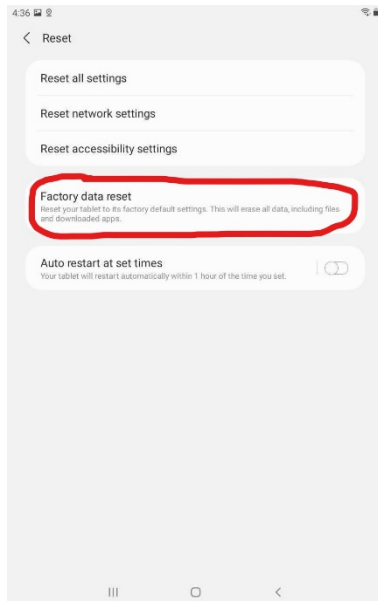 4:36
Reset
Reset all settings
Reset network settings
Reset accessibility settings
Factory data reset
Reset your tablet to its factory default settings. This will erase all data, including files
and downloaded apps.
Auto restart at set times
Your tablet will restart automatically within 1 hour of the time you set.